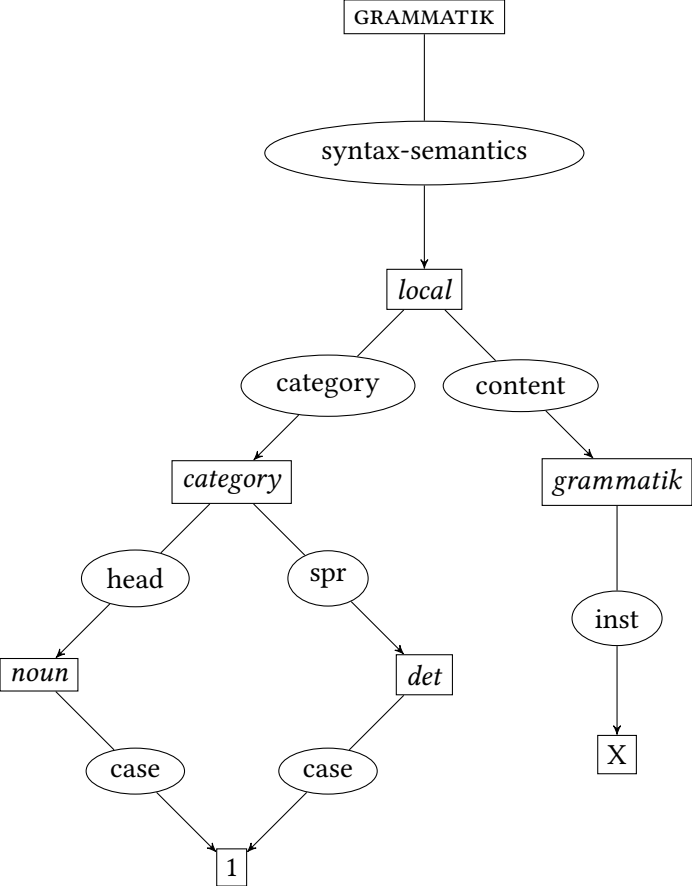 GRAMMATIK
syntax-semantics
local
category
content
category
grammatik
head
spr
inst
noun
det
X
case
case
1